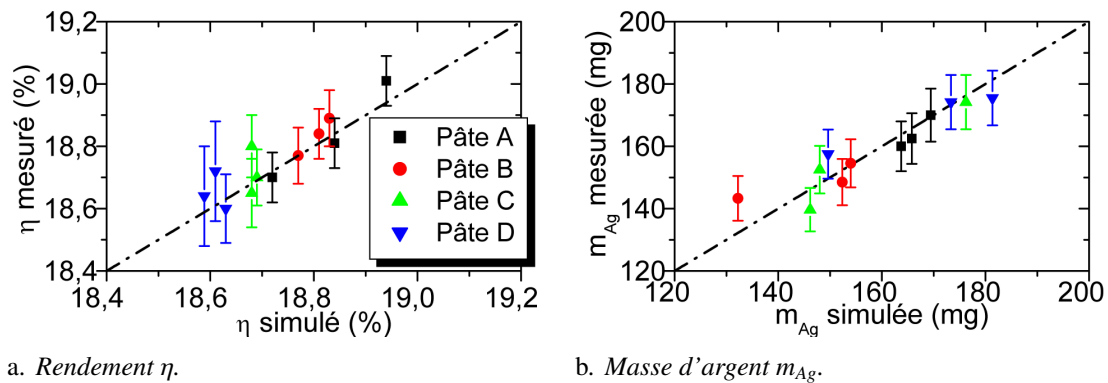 19,2
19,0
18,8
18,6
18,4
18,4
18,6
18,8
19,0
19,2
η mesuré (%)
η simulé (%)
Pâte A
Pâte B
Pâte C
Pâte D
200
180
160
140
120
120
140
160
180
200
m_Ag mesurée (mg)
m_Ag simulée (mg)
a. Rendement η.
b. Masse d'argent m_Ag.